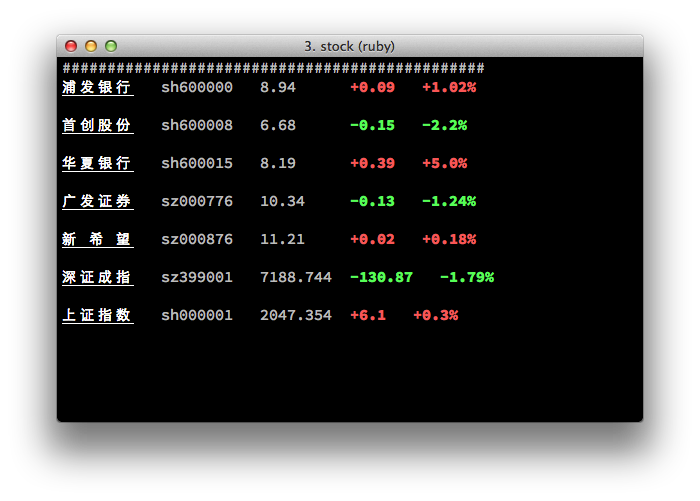 3. stock (ruby)
###############################################
浦发银行 sh600000 8.94 +0.09 +1.02%
首创股份 sh600008 6.68 -0.15 -2.2%
华夏银行 sh600015 8.19 +0.39 +5.0%
广发证券 sz000776 10.34 -0.13 -1.24%
新 希 望 sz000876 11.21 +0.02 +0.18%
深证成指 sz399001 7188.744 -130.87 -1.79%
上证指数 sh000001 2047.354 +6.1 +0.3%